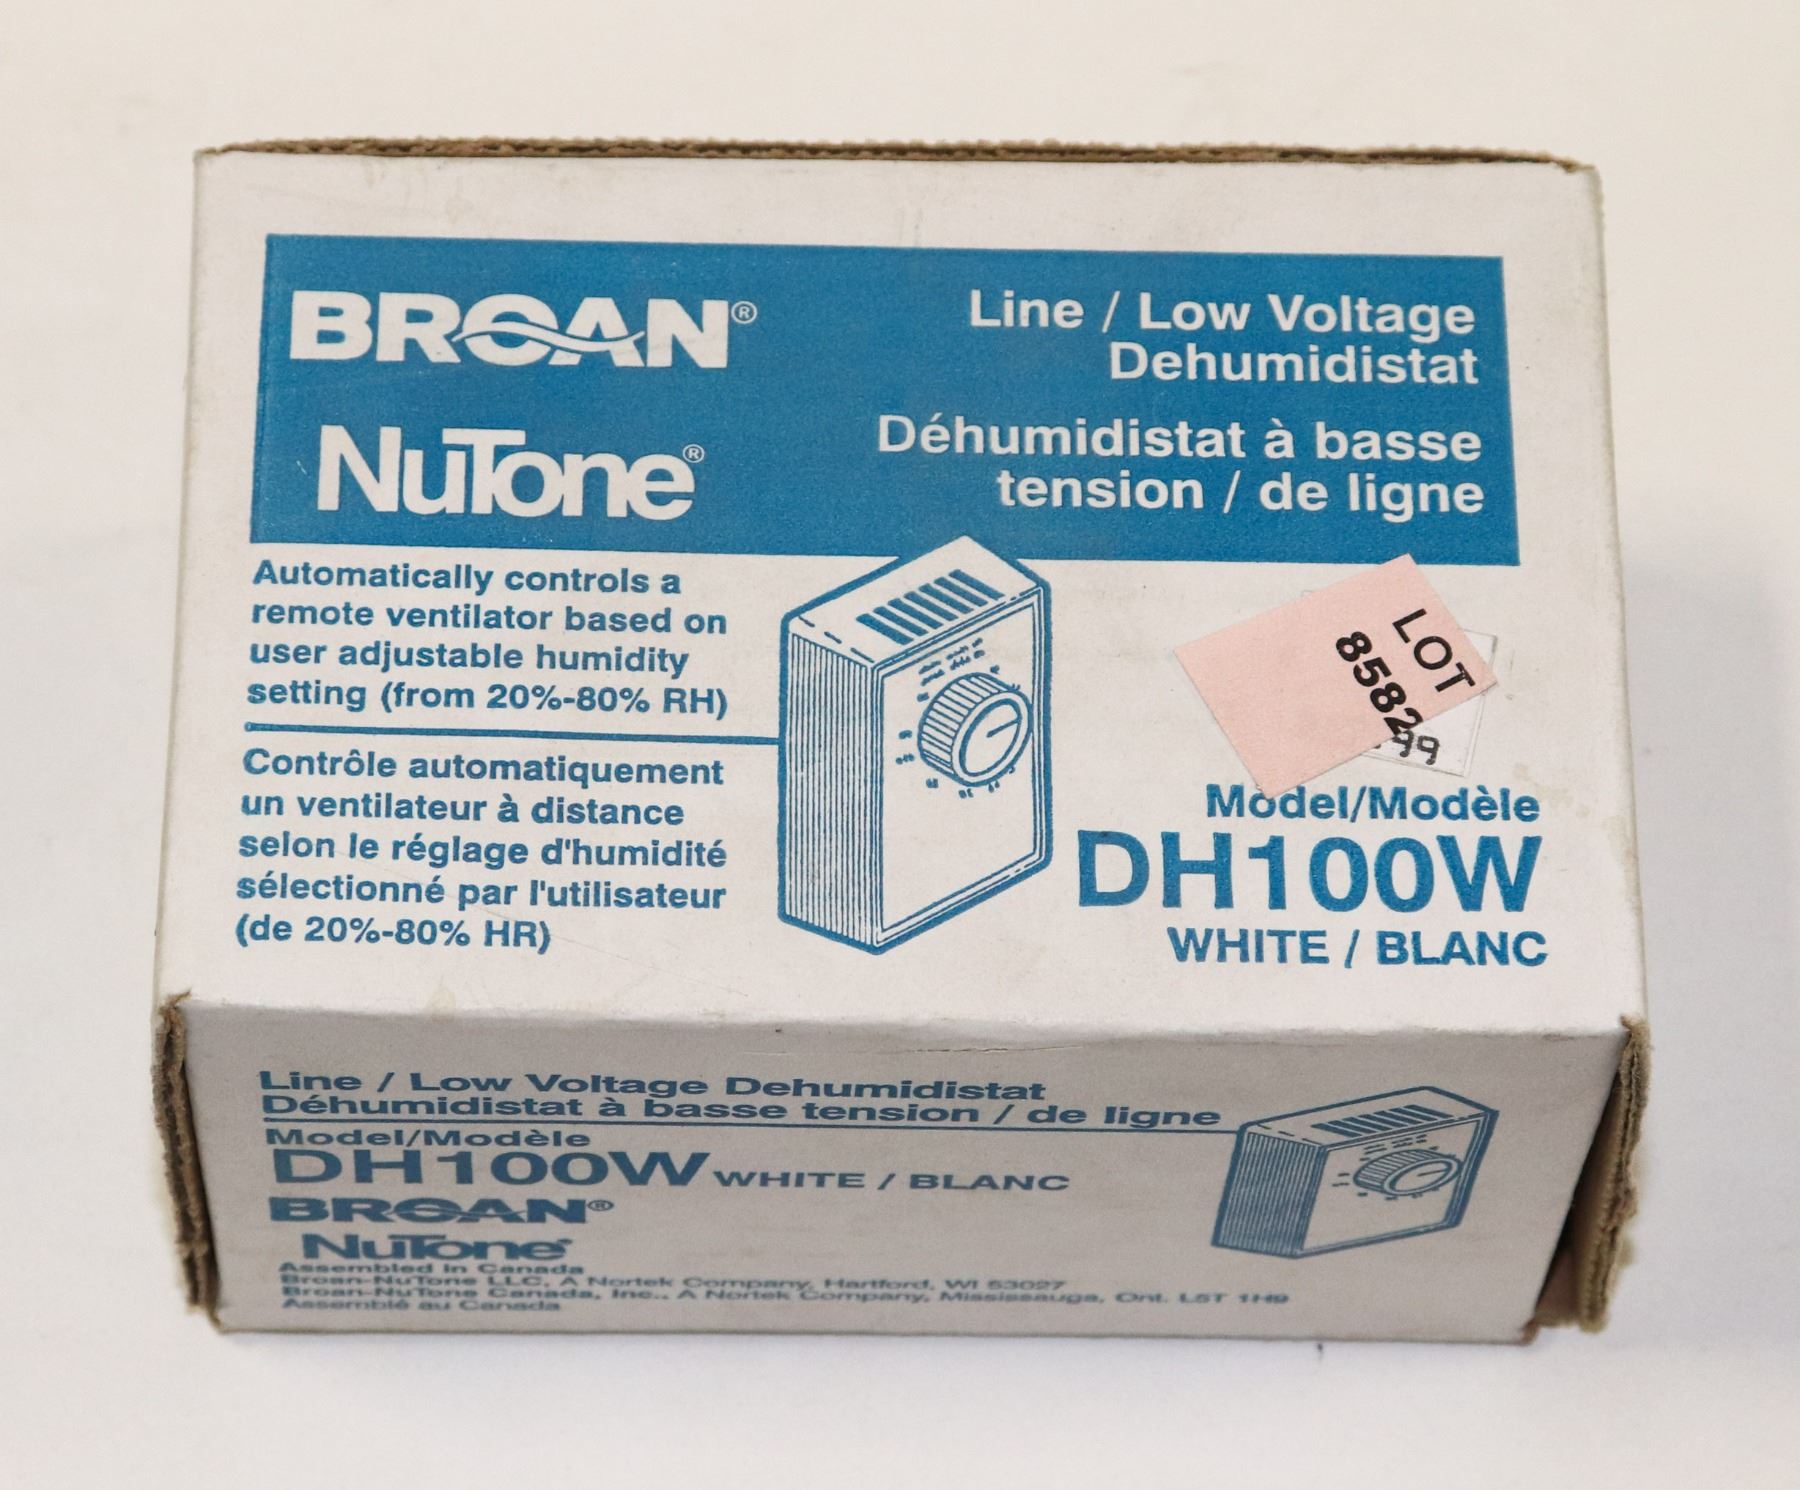 BROAN®
NuTone®
Line / Low Voltage
Dehumidistat
Déhumidistat à basse
tension / de ligne
Automatically controls a
remote ventilator based on
user adjustable humidity
setting (from 20%-80% RH)
Contrôle automatiquement
un ventilateur à distance
selon le réglage d'humidité
sélectionné par l'utilisateur
(de 20%-80% HR)
LOT
8582
99
Model/Modèle
DH100W
WHITE / BLANC
Line / Low Voltage Dehumidistat
Déhumidistat à basse tension / de ligne
Model/Modèle
DH100W WHITE / BLANC
BROAN®
NuTone®
Assembled in Canada
Broan-NuTone LLC, A Nortek Company, Hartford, WI 53027
Broan-NuTone Canada, Inc., A Nortek Company, Mississauga, Ont. L5T 1H9
Assemblé au Canada